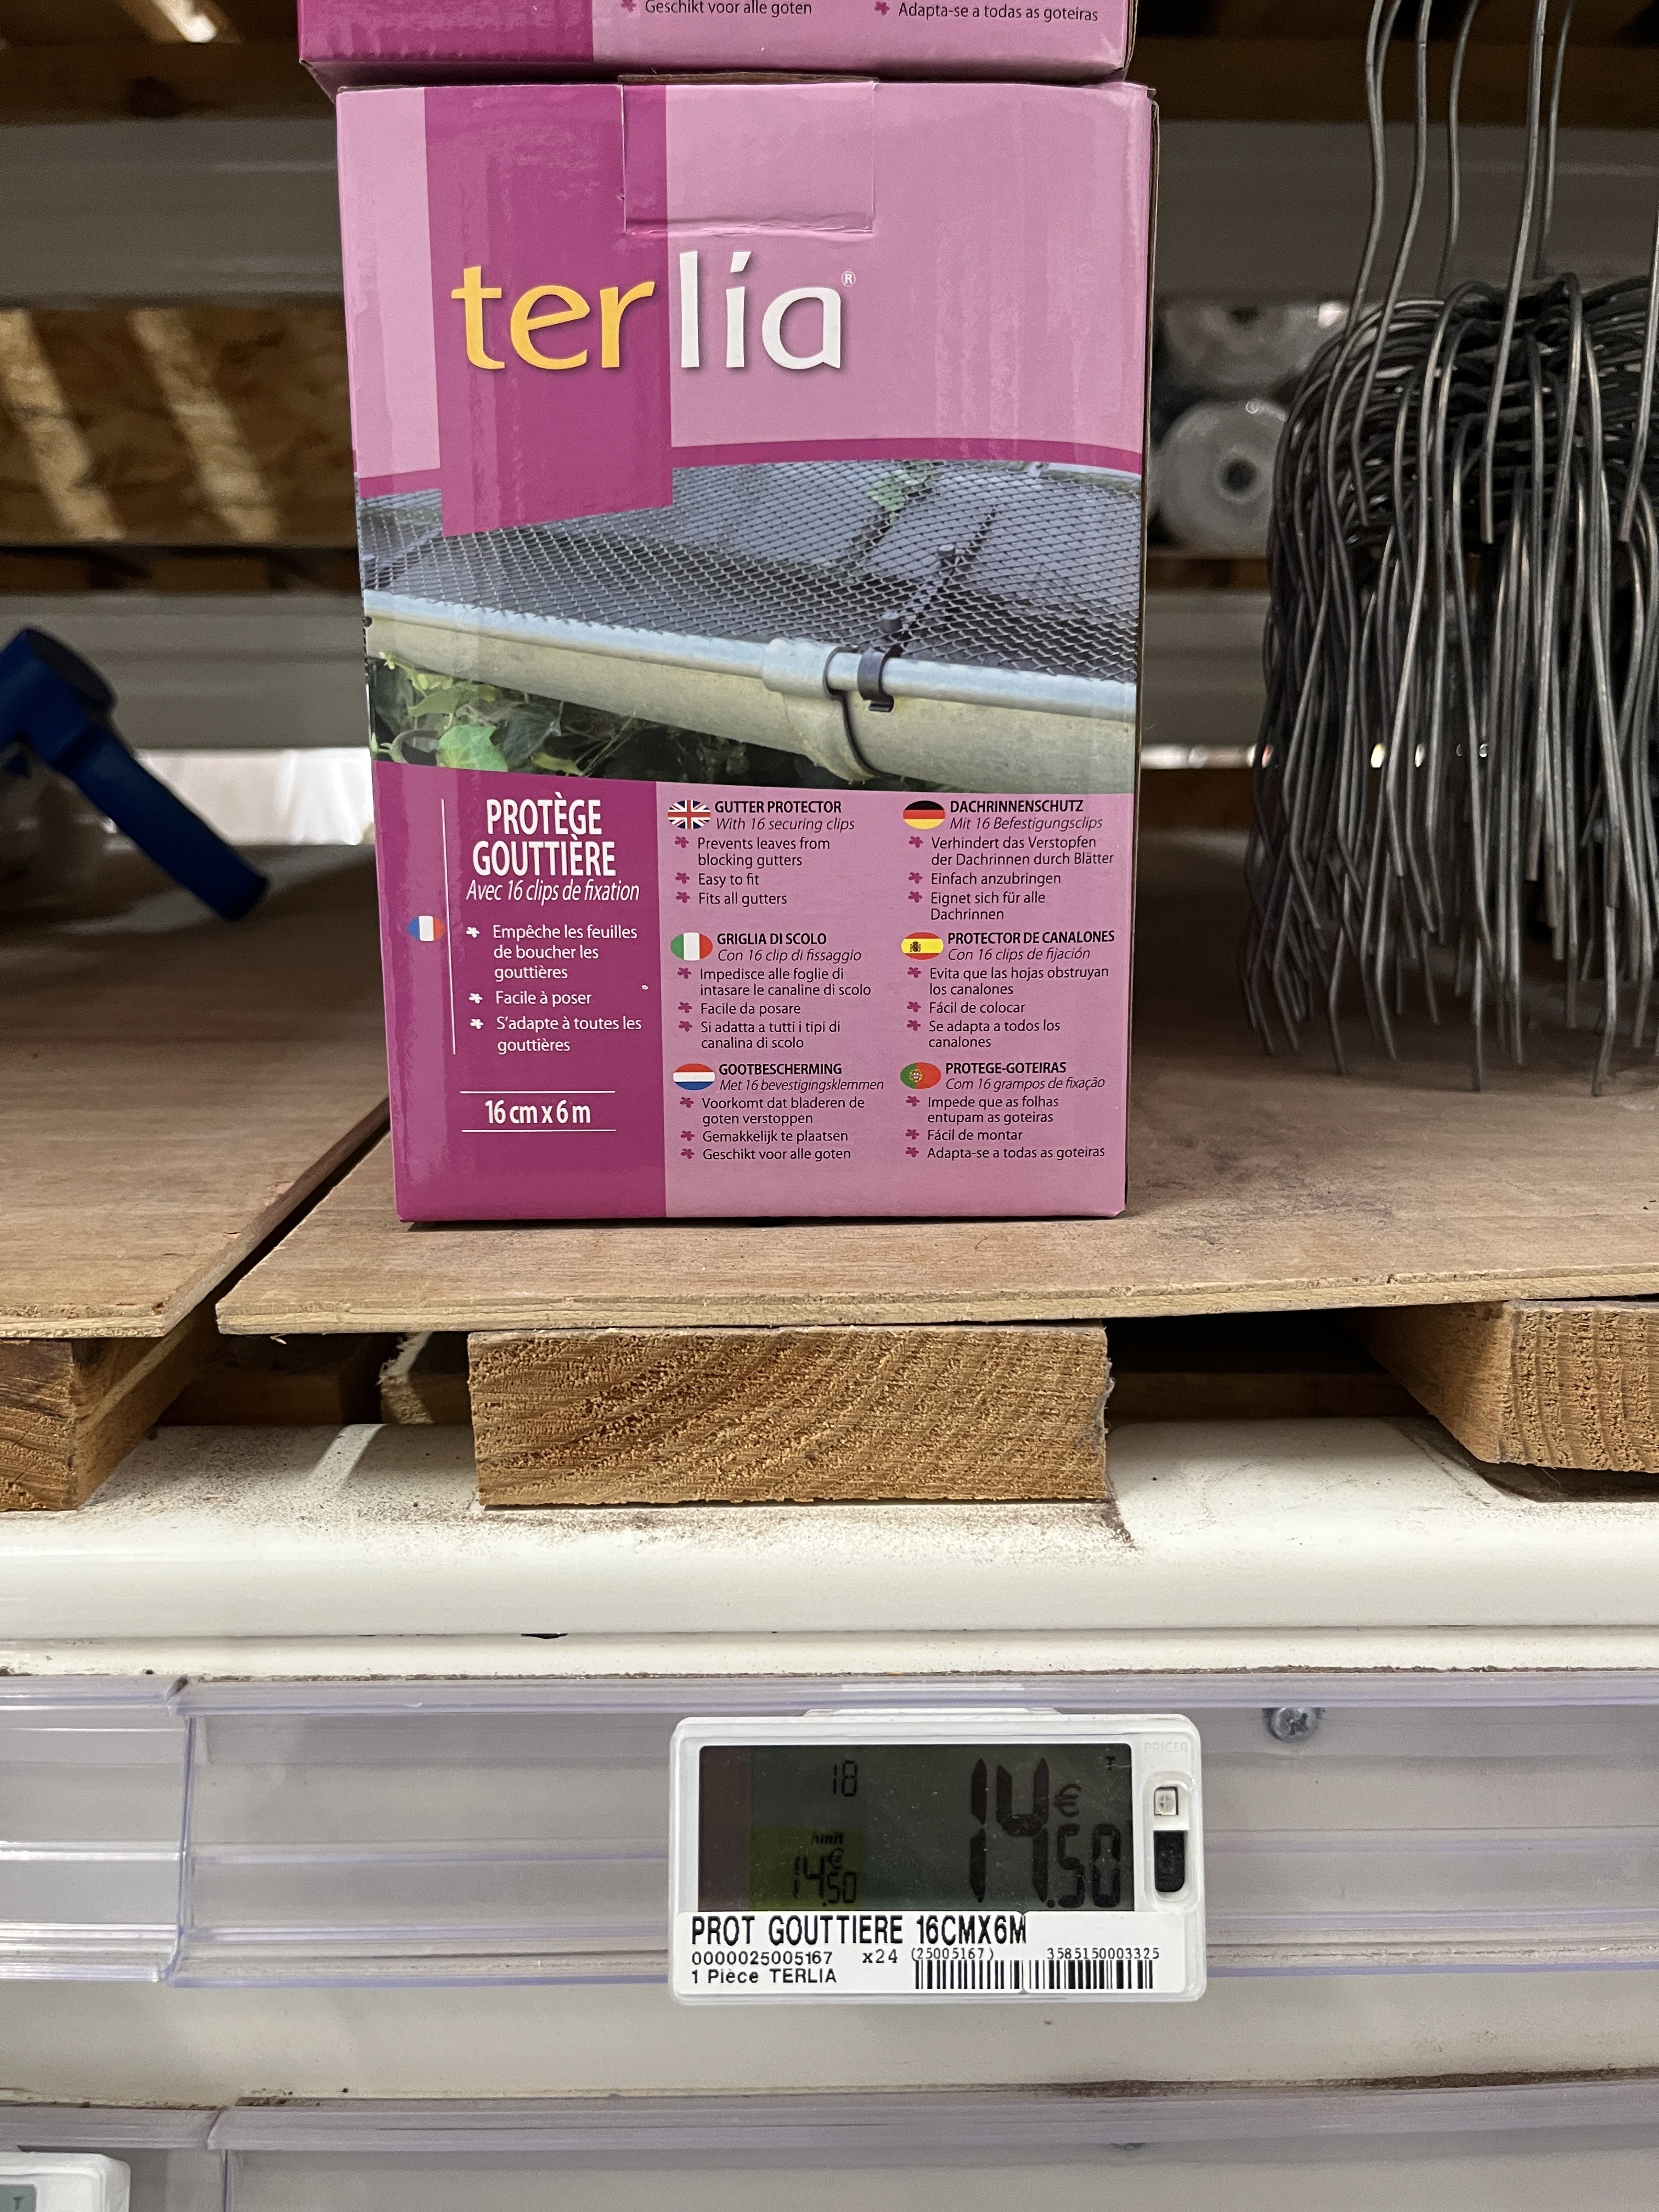 Geschikt voor alle goten
Adapta-se a todas as goteiras
terlia®
PROTÈGE
GOUTTIÈRE
Avec 16 clips de fixation
Empêche les feuilles
de boucher les
gouttières
Facile à poser
S'adapte à toutes les
gouttières
16 cm x 6 m
GUTTER PROTECTOR
With 16 securing clips
Prevents leaves from
blocking gutters
Easy to fit
Fits all gutters
DACHRINNENSCHUTZ
Mit 16 Befestigungsclips
Verhindert das Verstopfen
der Dachrinnen durch Blätter
Einfach anzubringen
Eignet sich für alle
Dachrinnen
GRIGLIA DI SCOLO
Con 16 clip di fissaggio
Impedisce alle foglie di
intasare le canaline di scolo
Facile da posare
Si adatta a tutti i tipi di
canalina di scolo
PROTECTOR DE CANALONES
Con 16 clips de fijación
Evita que las hojas obstruyan
los canalones
Fácil de colocar
Se adapta a todos los
canalones
GOOTBESCHERMING
Met 16 bevestigingsklemmen
Voorkomt dat bladeren de
goten verstoppen
Gemakkelijk te plaatsen
Geschikt voor alle goten
PROTEGE-GOTEIRAS
Com 16 grampos de fixação
Impede que as folhas
entupam as goteiras
Fácil de montar
Adapta-se a todas as goteiras
PRICER
18
T
14.50 €
/unit
14.50 €
PROT GOUTTIERE 16CMX6M
0000025005167 x24 (25005167) 3585150003325
1 Pièce TERLIA
T